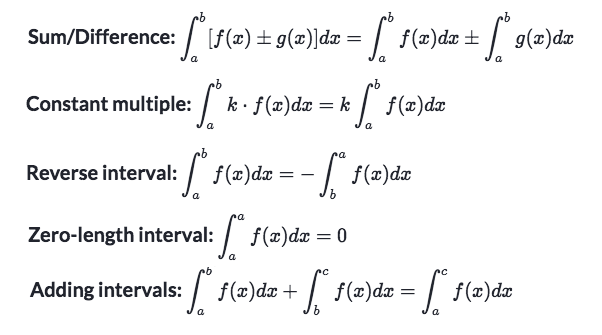 Sum/Difference: ∫_a^b [f(x) ± g(x)]dx = ∫_a^b f(x)dx ± ∫_a^b g(x)dx
Constant multiple: ∫_a^b k · f(x)dx = k ∫_a^b f(x)dx
Reverse interval: ∫_a^b f(x)dx = − ∫_b^a f(x)dx
Zero-length interval: ∫_a^a f(x)dx = 0
Adding intervals: ∫_a^b f(x)dx + ∫_b^c f(x)dx = ∫_a^c f(x)dx